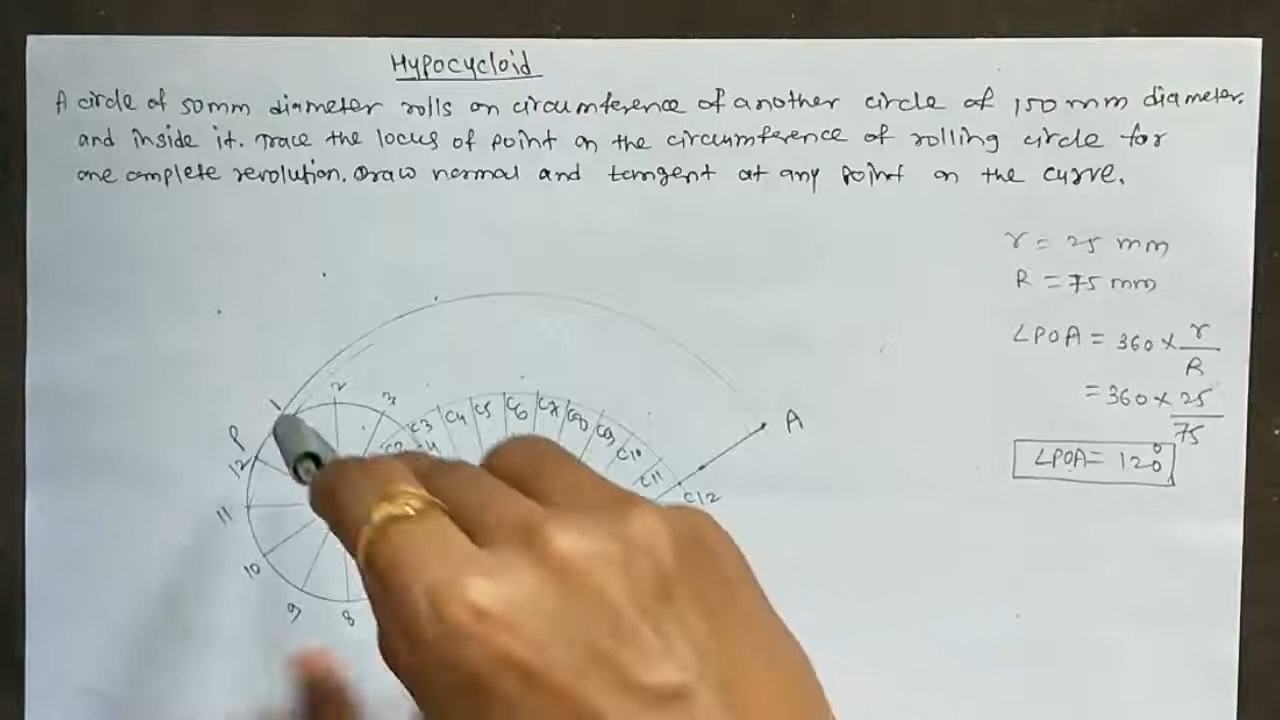 Hypocycloid
A circle of 50mm diameter rolls on circumference of another circle of 150mm diameter.
and inside it. Trace the locus of point on the circumference of rolling circle for
one complete revolution. Draw normal and tangent at any point on the curve.
r = 25 mm
R = 75 mm
∠POA = 360 × r/R
= 360 × 25/75
∠POA = 120°
1 2 3 4
P
12
11
10
9
8
C2 C3 C4 C5 C6 C7 C8 C9 C10 C11 C12
A